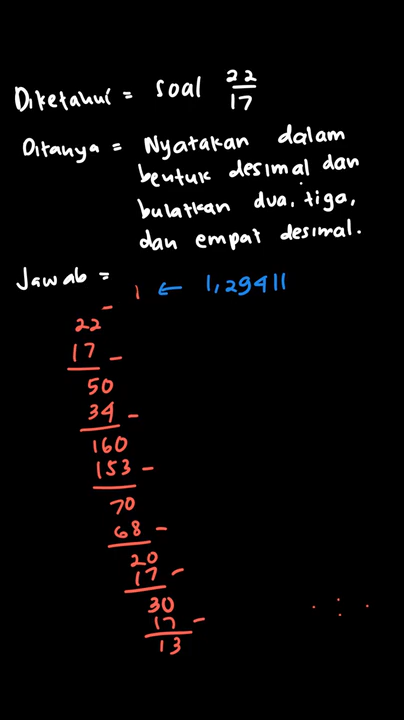 Diketahui = soal 22/17
Ditanya = Nyatakan dalam
bentuk desimal dan
bulatkan dua, tiga,
dan empat desimal.
Jawab =
1 ← 1,29411
22
17 -
50
34 -
160
153 -
70
68 -
20
17 -
30
17 -
13